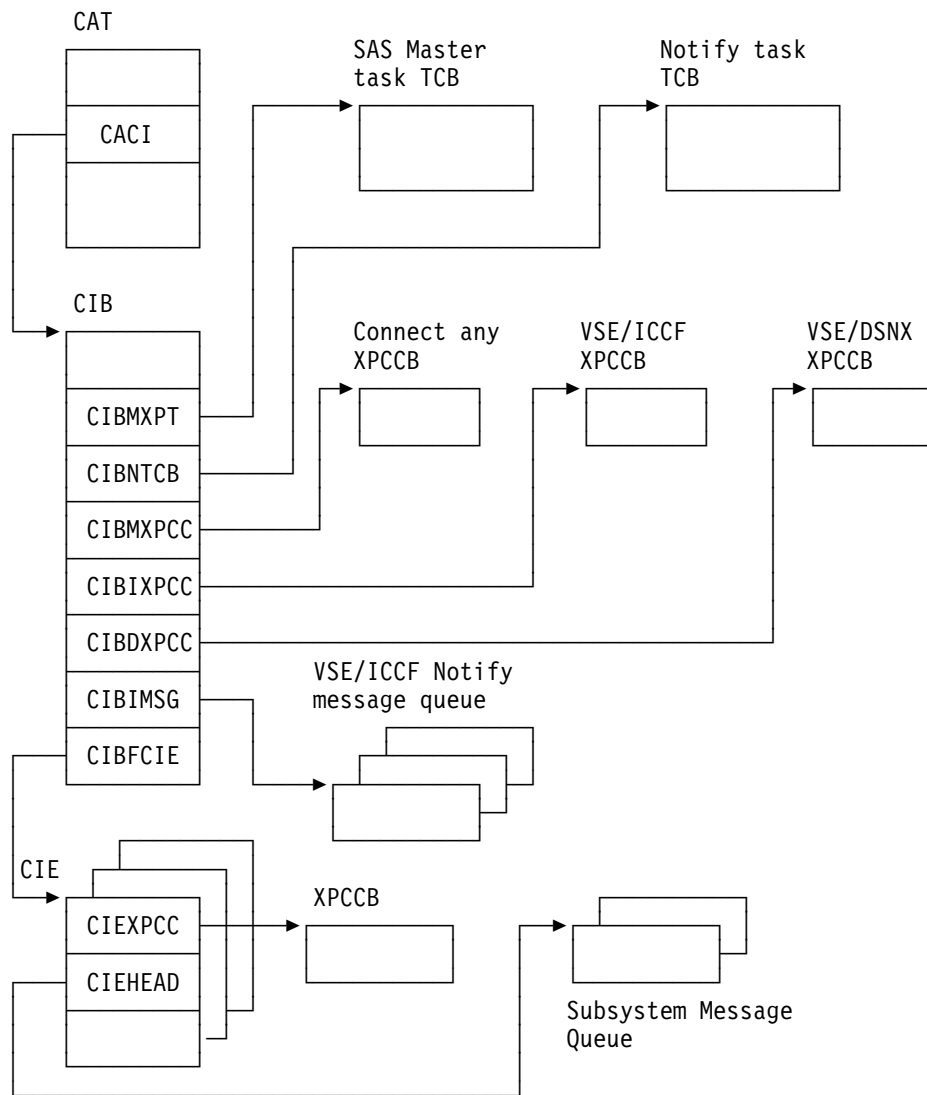 CAT
SAS Master
task TCB
Notify task
TCB
CACI
CIB
Connect any
XPCCB
VSE/ICCF
XPCCB
VSE/DSNX
XPCCB
CIBMXPT
CIBNTCB
CIBMXPCC
CIBIXPCC
CIBDXPCC
CIBIMSG
CIBFCIE
VSE/ICCF Notify
message queue
CIE
CIEXPCC
CIEHEAD
XPCCB
Subsystem Message
Queue